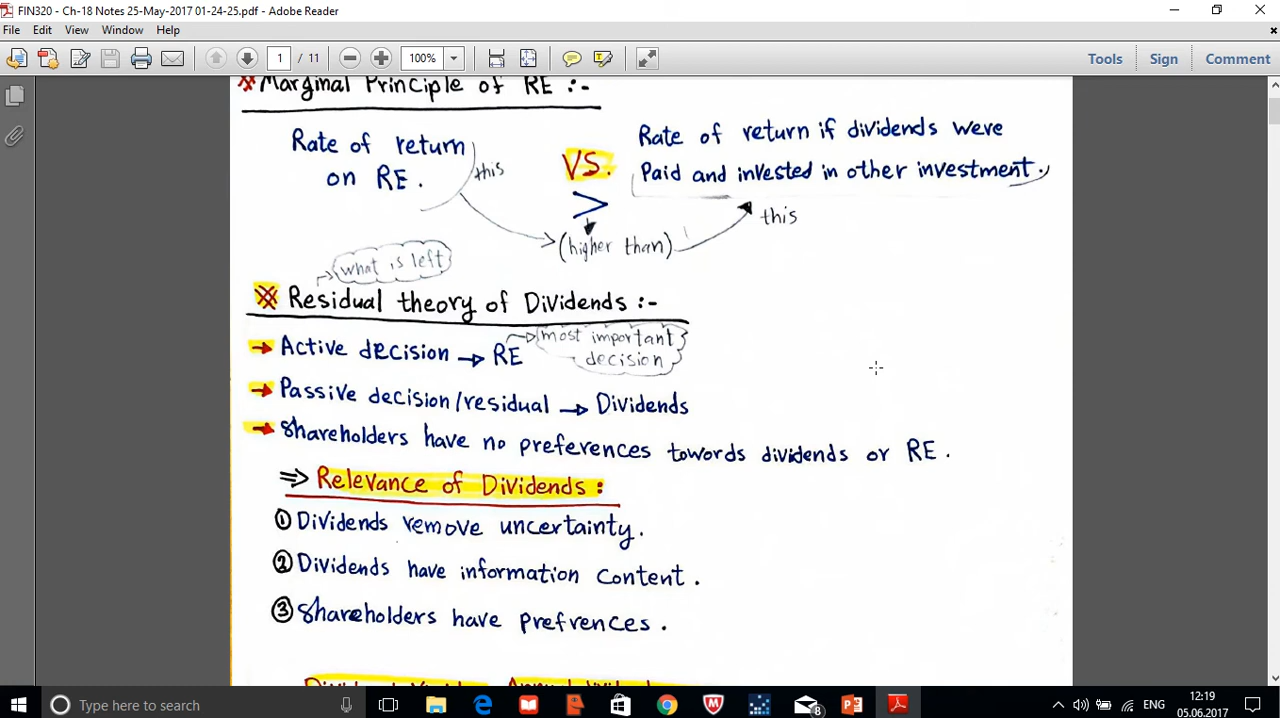 FIN320 - Ch-18 Notes 25-May-2017 01-24-25.pdf - Adobe Reader
File Edit View Window Help
1 / 11 100% Tools Sign Comment
※ Marginal Principle of RE :-
Rate of return
on RE.
this
VS.
>
Rate of return if dividends were
Paid and invested in other investment.
(higher than)
this
what is left
※ Residual theory of Dividends :-
→ Active decision → RE
most important
decision
→ Passive decision/residual → Dividends
→ Shareholders have no preferences towords dividends or RE.
⇒ Relevance of Dividends :
① Dividends remove uncertainty.
② Dividends have information content.
③ Shareholders have prefrences.
Type here to search
8
ENG
12:19
05.06.2017